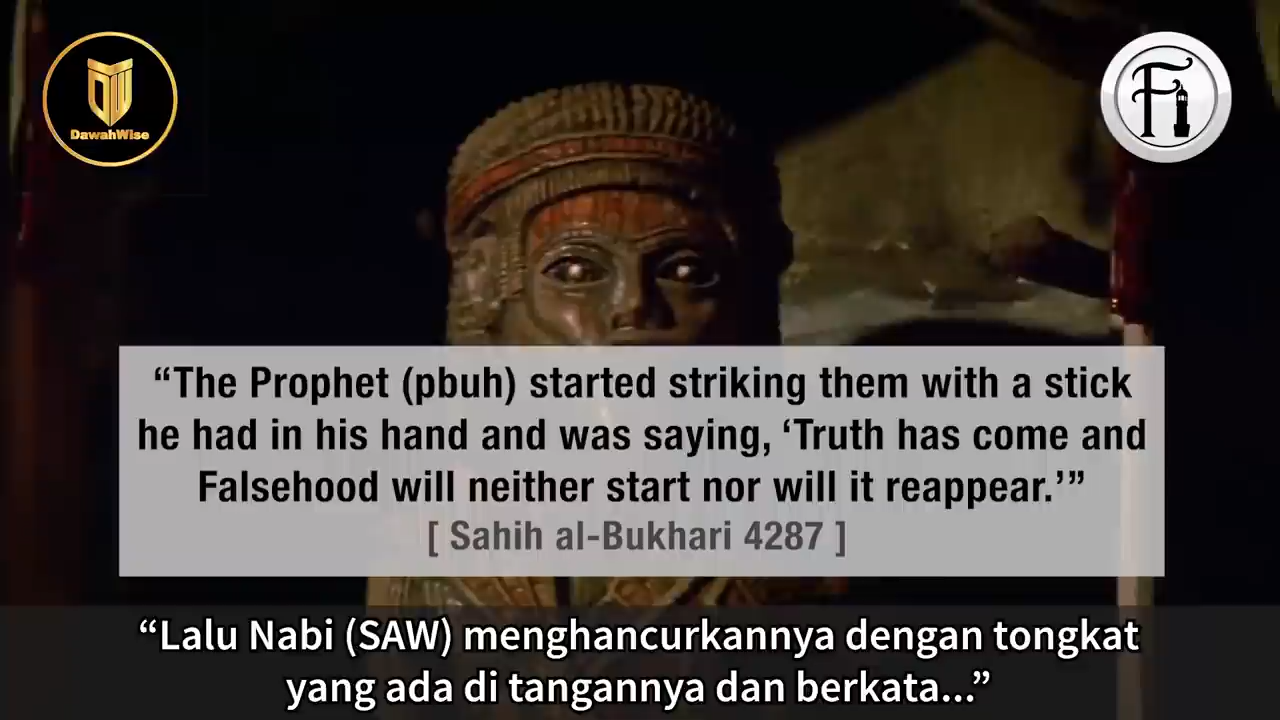 DawahWise
Fi
“The Prophet (pbuh) started striking them with a stick
he had in his hand and was saying, ‘Truth has come and
Falsehood will neither start nor will it reappear.’”
[ Sahih al-Bukhari 4287 ]
“Lalu Nabi (SAW) menghancurkannya dengan tongkat
yang ada di tangannya dan berkata...”